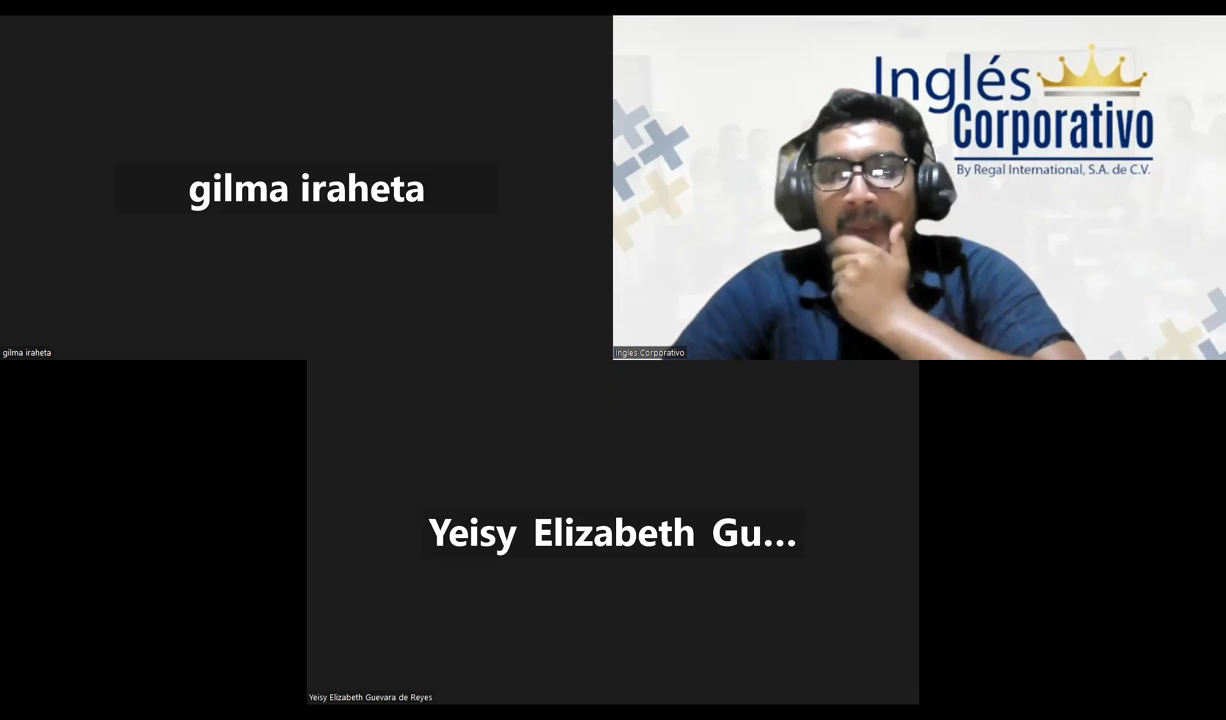 gilma iraheta
gilma iraheta
Inglés
Corporativo
By Regal International, S.A. de C.V.
Ingles Corporativo
Yeisy Elizabeth Gu...
Yeisy Elizabeth Guevara de Reyes